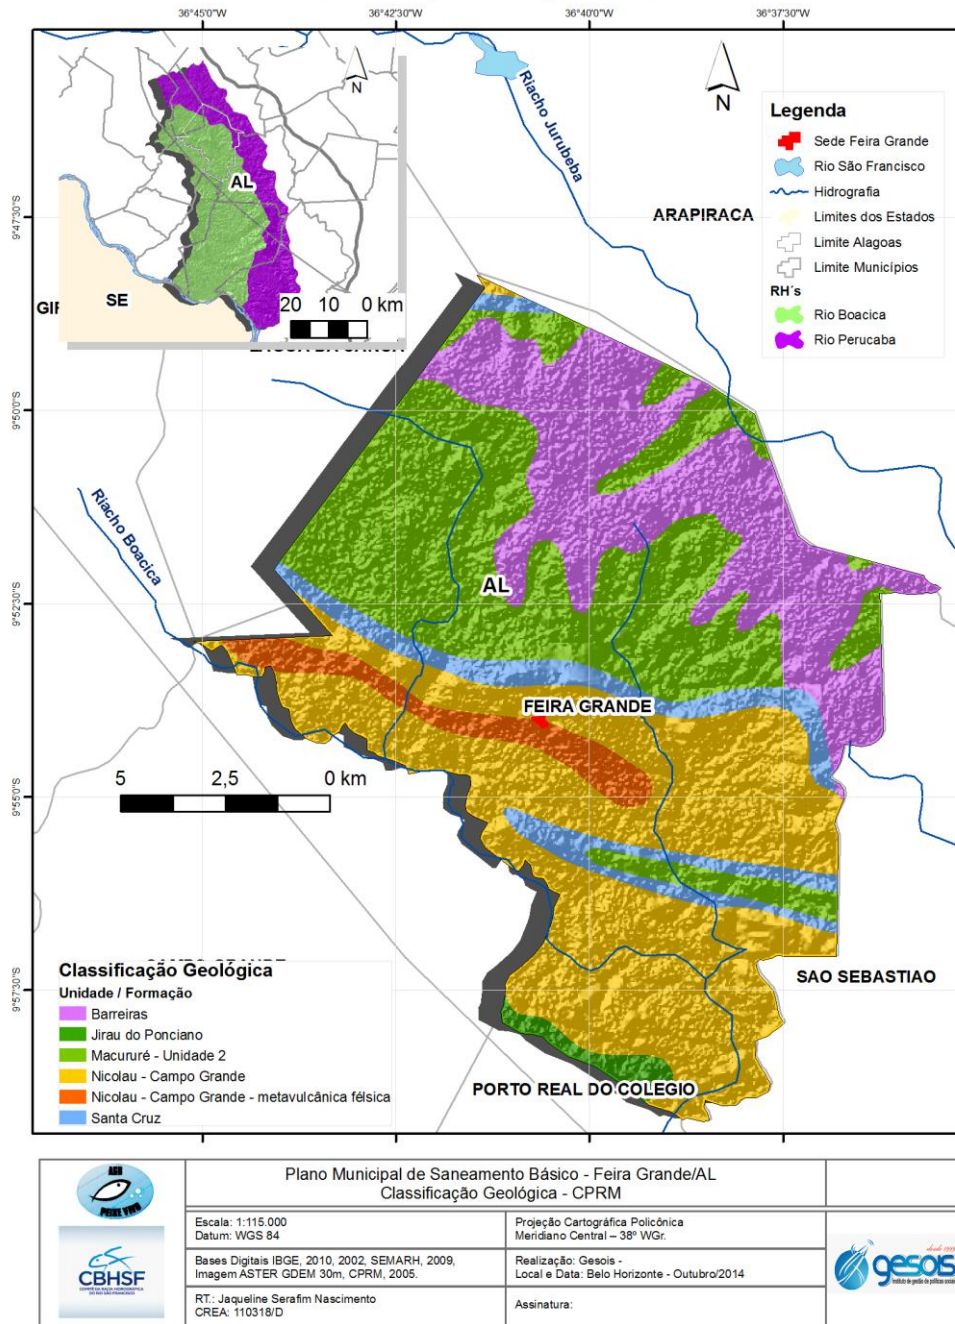 36°45'0"W 36°42'30"W 36°40'0"W 36°37'30"W
9°47'30"S
9°52'30"S
9°57'30"S
N
AL
SE
20 10 0 km
N
Riacho Jurubeba
ARAPIRACA
Legenda
Sede Feira Grande
Rio São Francisco
Hidrografia
Limites dos Estados
Limite Alagoas
Limite Municípios
RH´s
Rio Boacica
Rio Perucaba
Riacho Boacica
AL
FEIRA GRANDE
5 2,5 0 km
SAO SEBASTIAO
PORTO REAL DO COLEGIO
Classificação Geológica
Unidade / Formação
Barreiras
Jirau do Ponciano
Macururé - Unidade 2
Nicolau - Campo Grande
Nicolau - Campo Grande - metavulcânica félsica
Santa Cruz
AGB
PEIXE VIVO
CBHSF
Plano Municipal de Saneamento Básico - Feira Grande/AL
Classificação Geológica - CPRM
Escala: 1:115.000
Datum: WGS 84
Projeção Cartográfica Policônica
Meridiano Central – 38º WGr.
Bases Digitais IBGE, 2010, 2002, SEMARH, 2009,
Imagem ASTER GDEM 30m, CPRM, 2005.
Realização: Gesois -
Local e Data: Belo Horizonte - Outubro/2014
RT.: Jaqueline Serafim Nascimento
CREA: 110318/D
Assinatura:
gesois